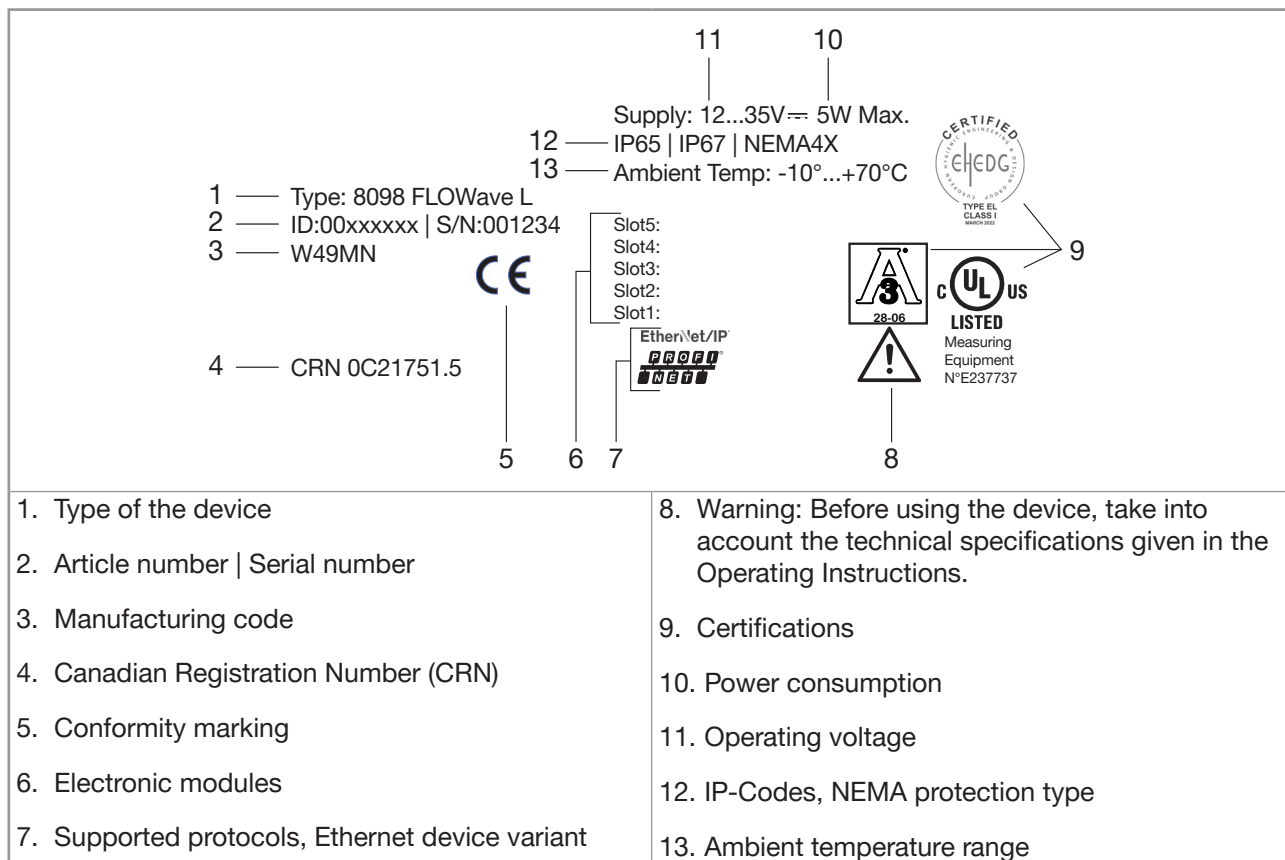 11 10
Supply: 12...35V⎓ 5W Max.
12 IP65 | IP67 | NEMA4X
13 Ambient Temp: -10°...+70°C
CERTIFIED
EUROPEAN HYGIENIC ENGINEERING & DESIGN GROUP
EHEDG
TYPE EL
CLASS I
MARCH 2022
1 Type: 8098 FLOWave L
2 ID:00xxxxxx | S/N:001234
3 W49MN
CE
Slot5:
Slot4:
Slot3:
Slot2:
Slot1:
EtherNet/IP
PROFI
NET
A
3
28-06
C UL US
LISTED
Measuring
Equipment
N°E237737
9
4 CRN 0C21751.5
5 6 7 8
1. Type of the device
2. Article number | Serial number
3. Manufacturing code
4. Canadian Registration Number (CRN)
5. Conformity marking
6. Electronic modules
7. Supported protocols, Ethernet device variant
8. Warning: Before using the device, take into
account the technical specifications given in the
Operating Instructions.
9. Certifications
10. Power consumption
11. Operating voltage
12. IP-Codes, NEMA protection type
13. Ambient temperature range